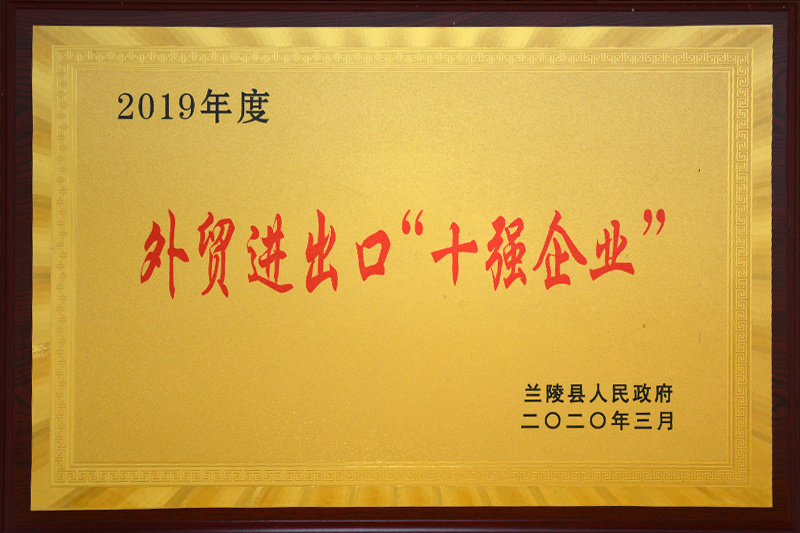 2019年度
外贸进出口“十强企业”
兰陵县人民政府
二〇二〇年三月